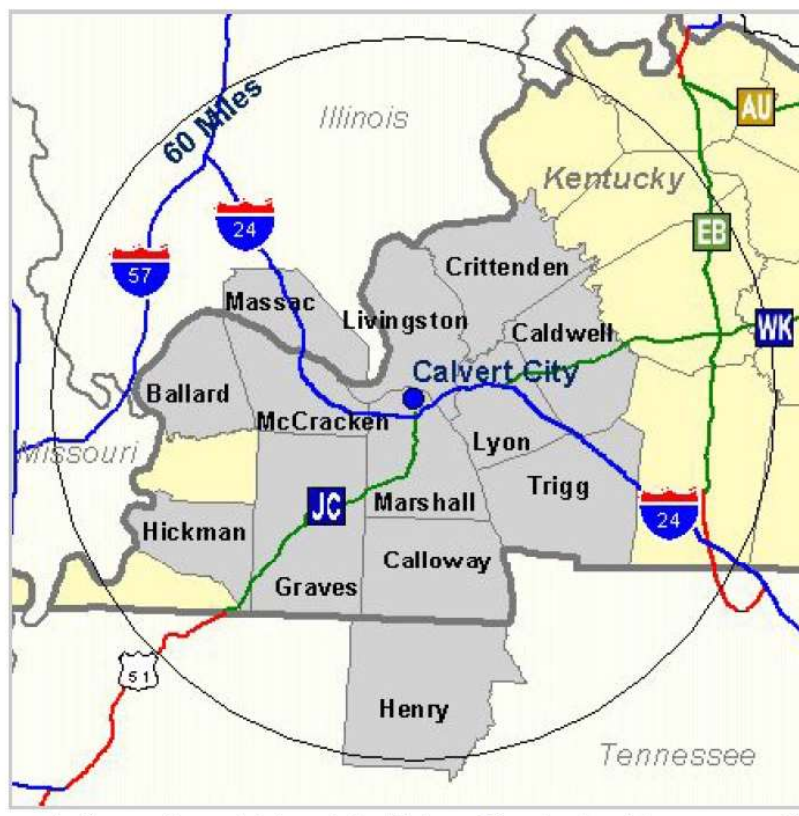 60 Miles
Illinois
AU
Kentucky
24
EB
57
Crittenden
Massac
Livingston
Caldwell
WK
Calvert City
Ballard
McCracken
Lyon
Missouri
Trigg
JC
Marshall
24
Hickman
Calloway
Graves
51
Henry
Tennessee